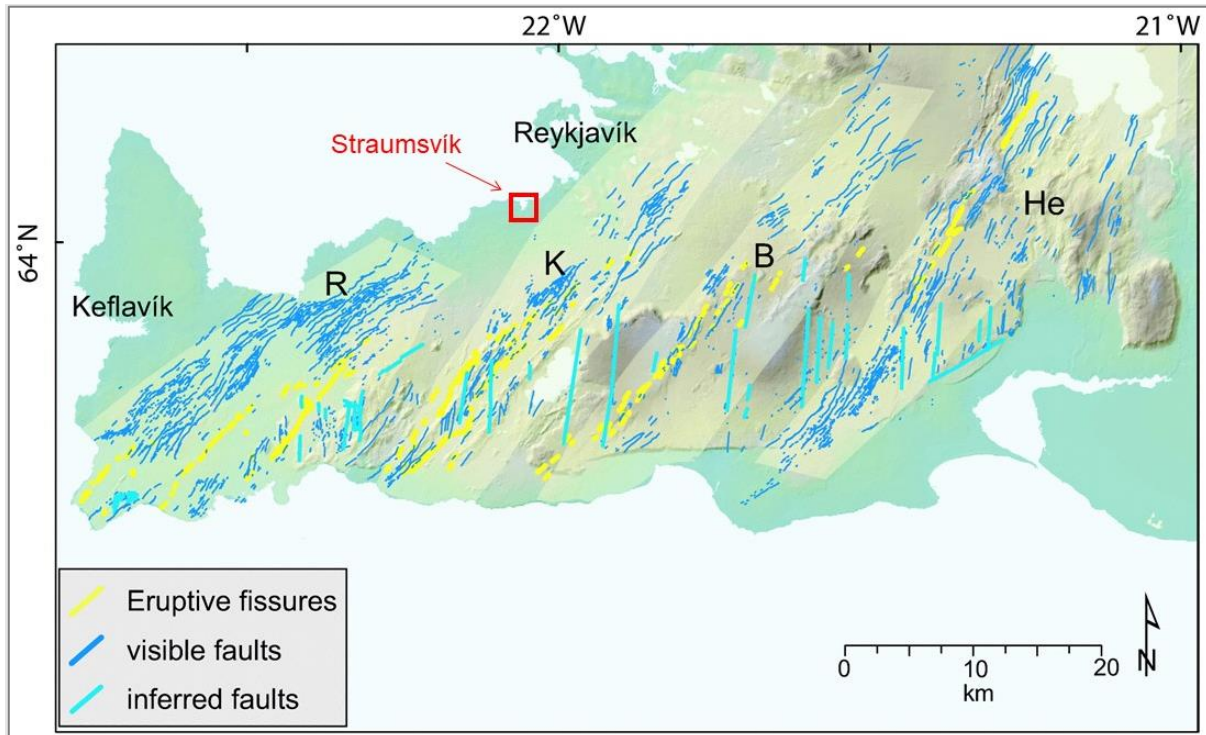 22°W
21°W
Reykjavík
Straumsvík
He
64°N
B
K
R
Keflavík
Eruptive fissures
visible faults
inferred faults
0
10
20
km
N